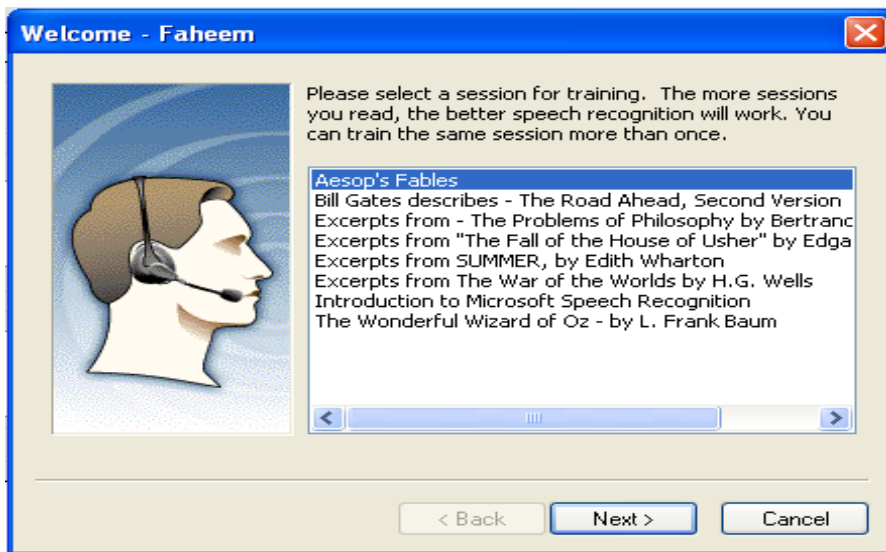 Welcome - Faheem
Please select a session for training.  The more sessions
you read, the better speech recognition will work. You
can train the same session more than once.
Aesop's Fables
Bill Gates describes - The Road Ahead, Second Version
Excerpts from - The Problems of Philosophy by Bertranc
Excerpts from "The Fall of the House of Usher" by Edga
Excerpts from SUMMER, by Edith Wharton
Excerpts from The War of the Worlds by H.G. Wells
Introduction to Microsoft Speech Recognition
The Wonderful Wizard of Oz - by L. Frank Baum
< Back
Next >
Cancel